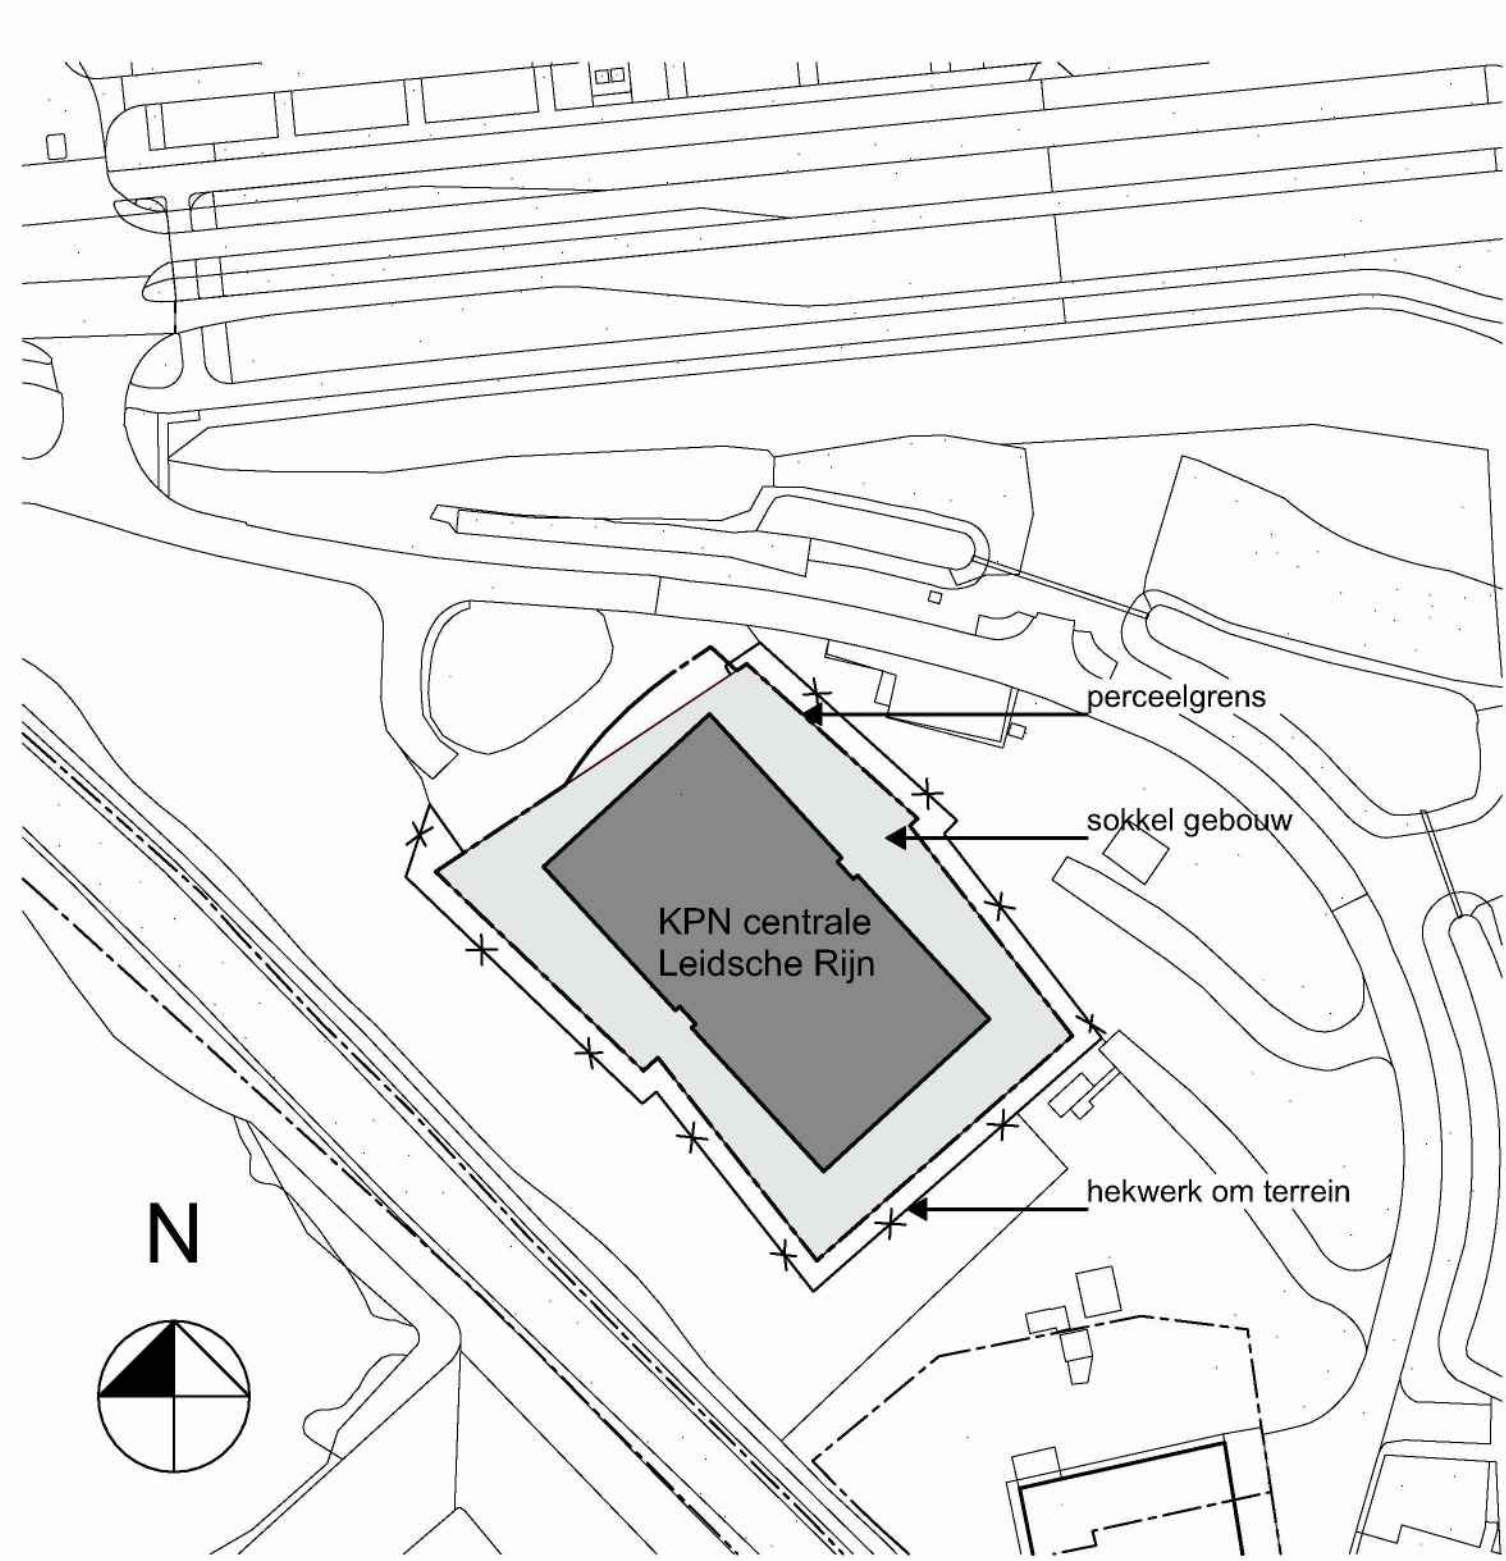 perceelgrens
sokkel gebouw
KPN centrale
Leidsche Rijn
hekwerk om terrein
N